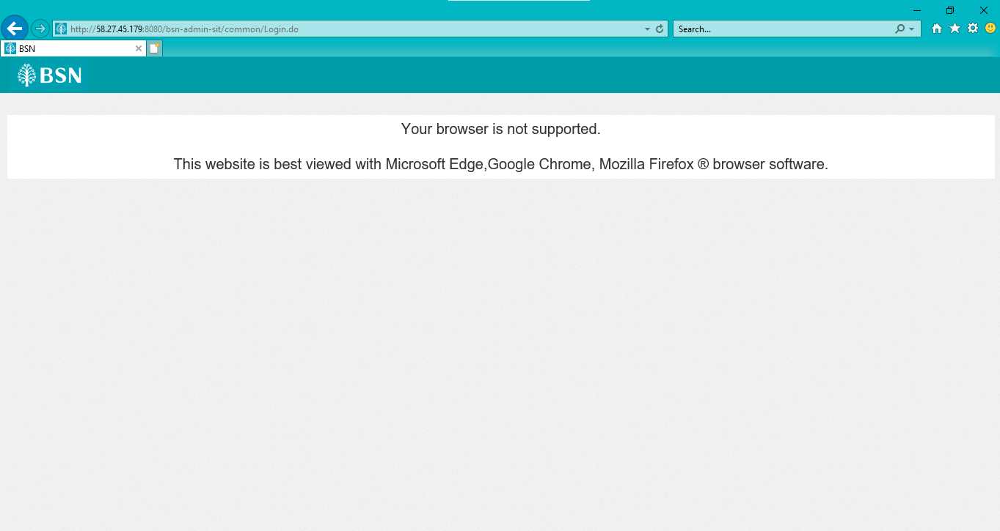 http://58.27.45.179:8080/bsn-admin-sit/common/Login.do
Search...
BSN
BSN
Your browser is not supported.
This website is best viewed with Microsoft Edge,Google Chrome, Mozilla Firefox ® browser software.